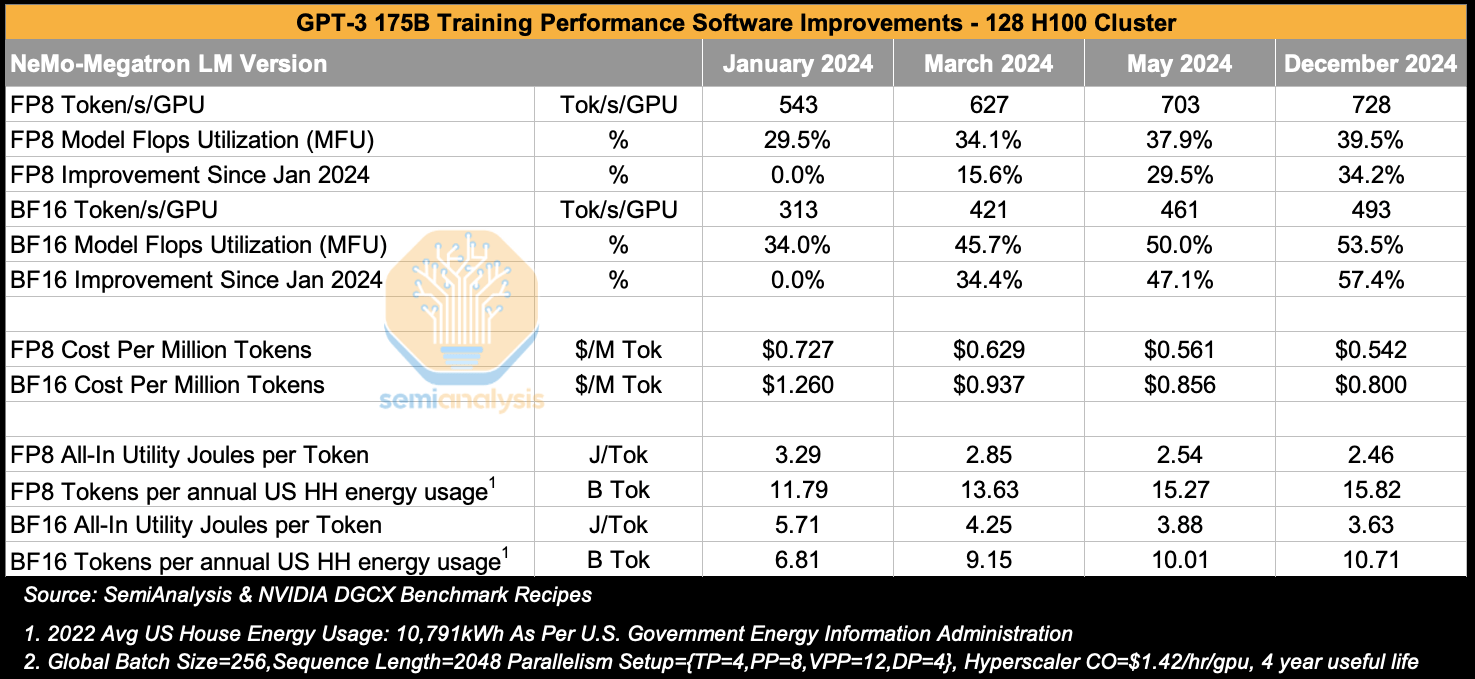 GPT-3 175B Training Performance Software Improvements - 128 H100 Cluster
NeMo-Megatron LM Version January 2024 March 2024 May 2024 December 2024
FP8 Token/s/GPU Tok/s/GPU 543 627 703 728
FP8 Model Flops Utilization (MFU) % 29.5% 34.1% 37.9% 39.5%
FP8 Improvement Since Jan 2024 % 0.0% 15.6% 29.5% 34.2%
BF16 Token/s/GPU Tok/s/GPU 313 421 461 493
BF16 Model Flops Utilization (MFU) % 34.0% 45.7% 50.0% 53.5%
BF16 Improvement Since Jan 2024 % 0.0% 34.4% 47.1% 57.4%
FP8 Cost Per Million Tokens $/M Tok $0.727 $0.629 $0.561 $0.542
BF16 Cost Per Million Tokens $/M Tok $1.260 $0.937 $0.856 $0.800
semianalysis
FP8 All-In Utility Joules per Token J/Tok 3.29 2.85 2.54 2.46
FP8 Tokens per annual US HH energy usage¹ B Tok 11.79 13.63 15.27 15.82
BF16 All-In Utility Joules per Token J/Tok 5.71 4.25 3.88 3.63
BF16 Tokens per annual US HH energy usage¹ B Tok 6.81 9.15 10.01 10.71
Source: SemiAnalysis & NVIDIA DGCX Benchmark Recipes
1. 2022 Avg US House Energy Usage: 10,791kWh As Per U.S. Government Energy Information Administration
2. Global Batch Size=256,Sequence Length=2048 Parallelism Setup={TP=4,PP=8,VPP=12,DP=4}, Hyperscaler CO=$1.42/hr/gpu, 4 year useful life